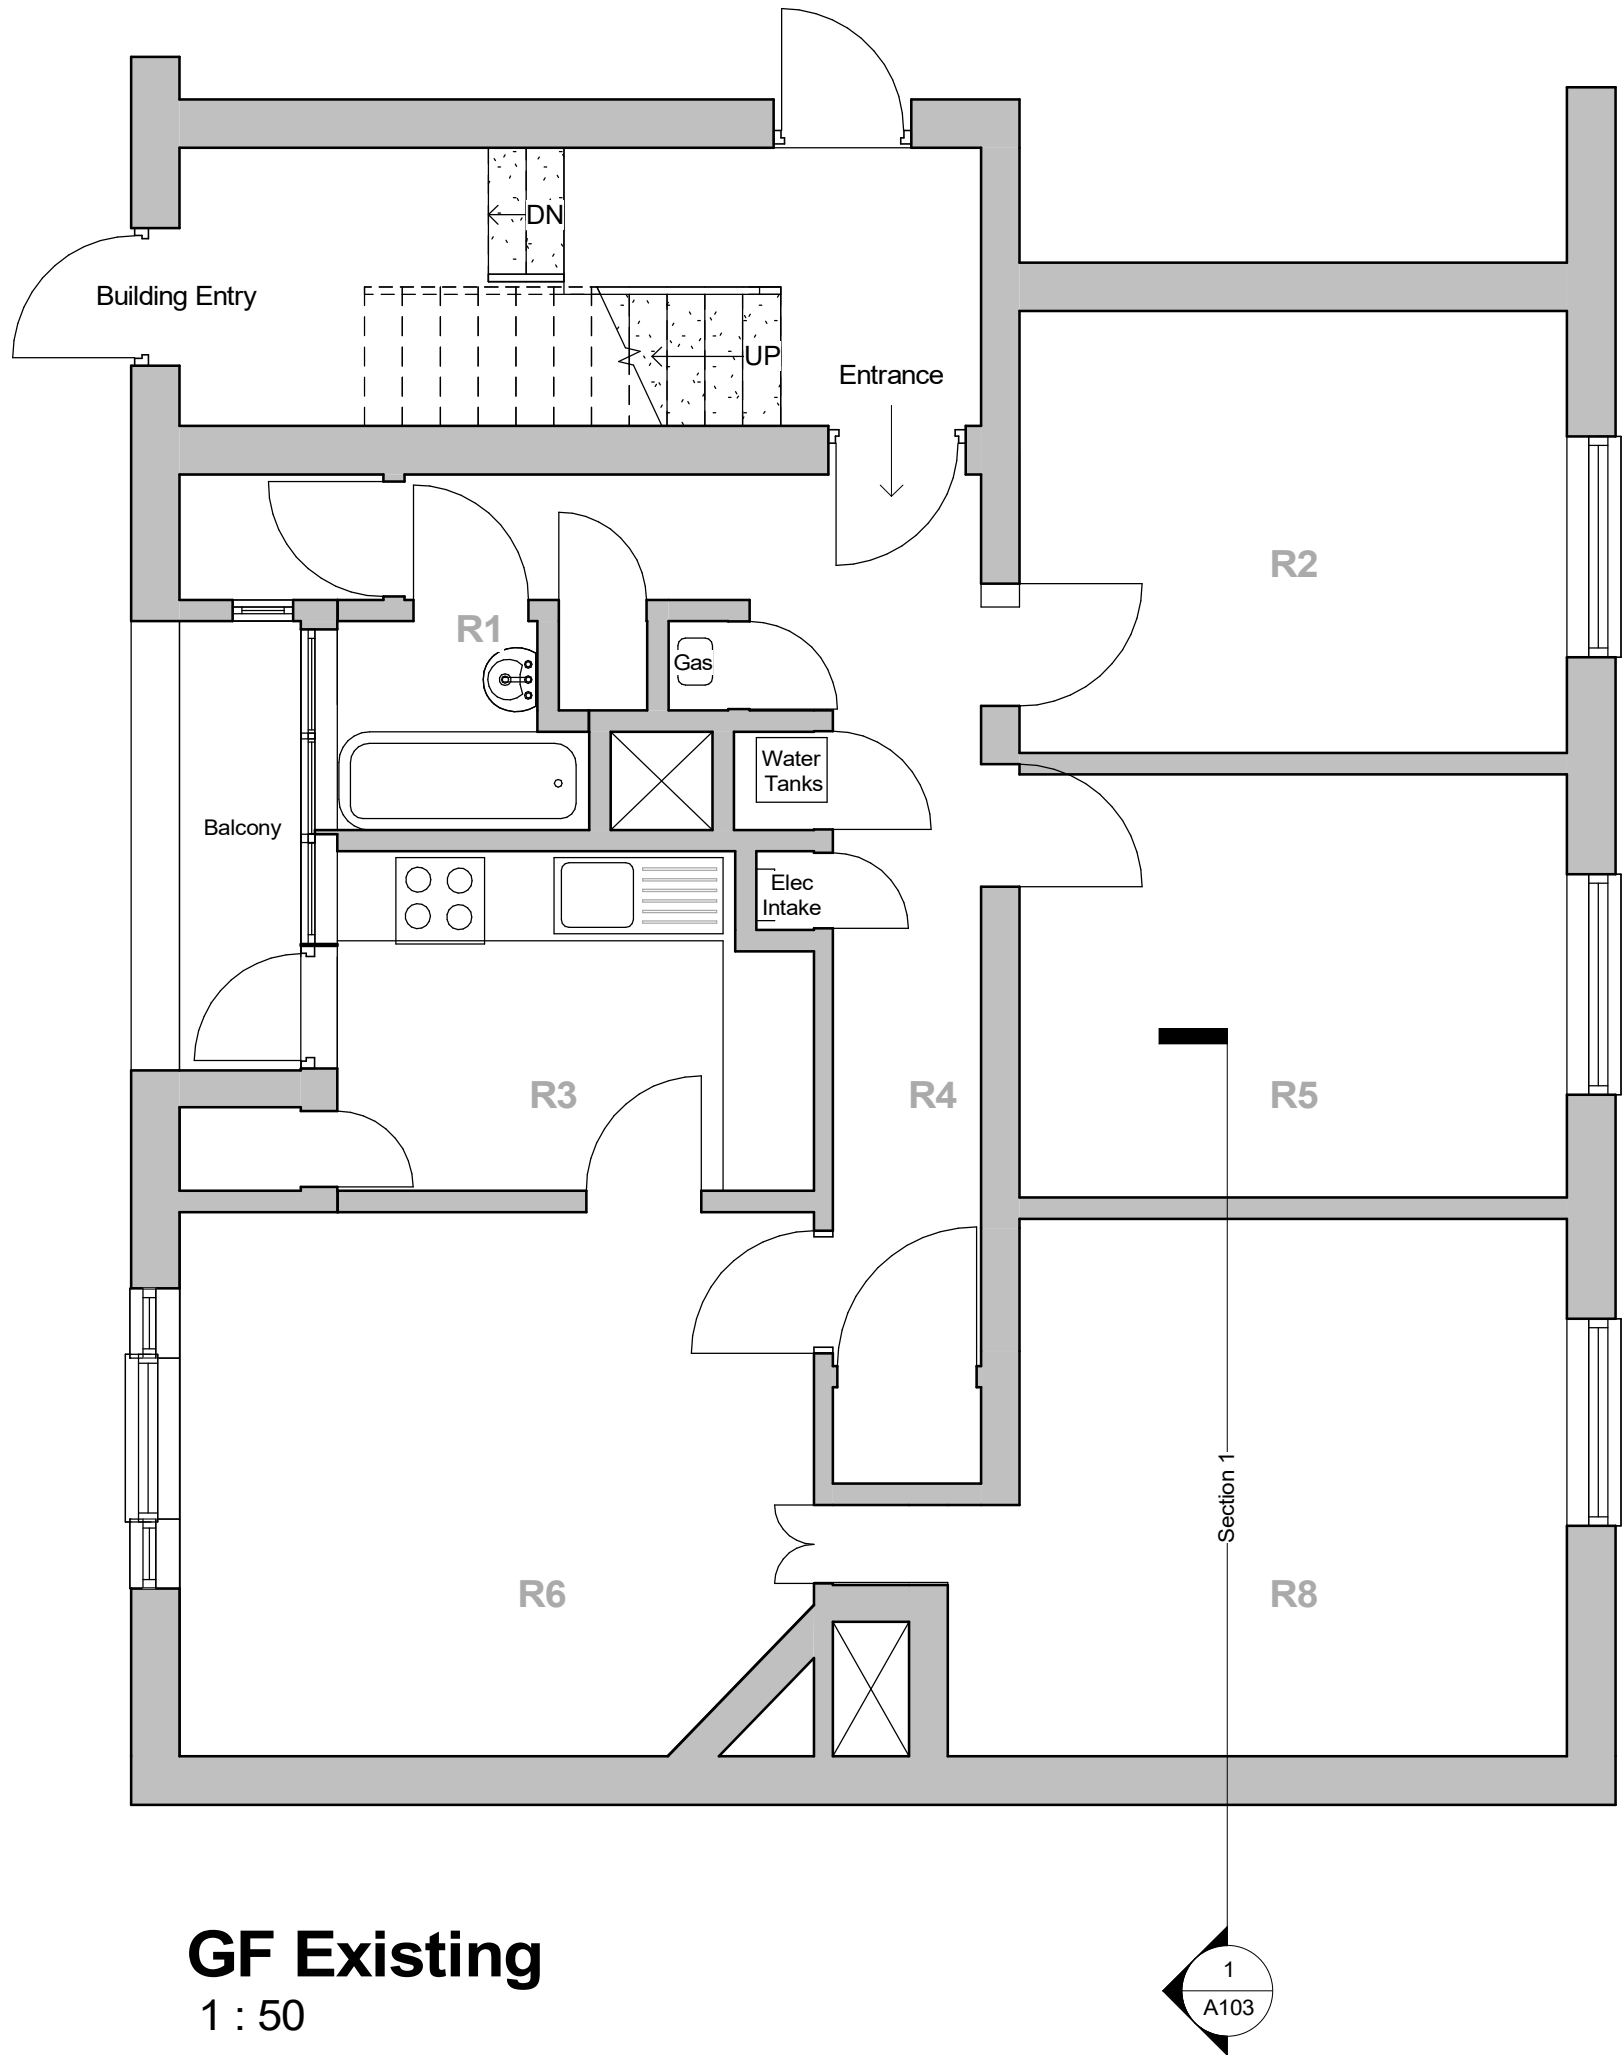 DN
Building Entry
UP
Entrance
R2
R1
Gas
Water
Tanks
Balcony
Elec
Intake
R3
R4
R5
Section 1
R6
R8
GF Existing
1 : 50
1
A103